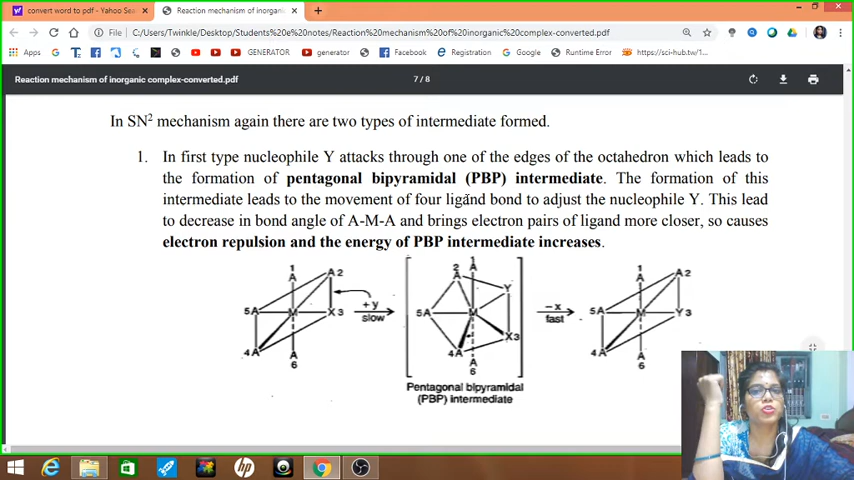 convert word to pdf - Yahoo Sea
Reaction mechanism of inorganic
File
C:/Users/Twinkle/Desktop/Students%20e%20notes/Reaction%20mechanism%20of%20inorganic%20complex-converted.pdf
Apps
GENERATOR
generator
Facebook
Registration
Google
Runtime Error
https://sci-hub.tw/1...
Reaction mechanism of inorganic complex-converted.pdf
7 / 8
In SN² mechanism again there are two types of intermediate formed.
1. In first type nucleophile Y attacks through one of the edges of the octahedron which leads to
the formation of pentagonal bipyramidal (PBP) intermediate. The formation of this
intermediate leads to the movement of four ligand bond to adjust the nucleophile Y. This lead
to decrease in bond angle of A-M-A and brings electron pairs of ligand more closer, so causes
electron repulsion and the energy of PBP intermediate increases.
1
A
A 2
5A
M
X 3
4A
A
6
+ y
slow
1
A
2
A
Y
5A
M
X3
4A
A
6
– x
fast
1
A
A2
5A
M
Y3
4A
A
6
Pentagonal bipyramidal
(PBP) intermediate
hp